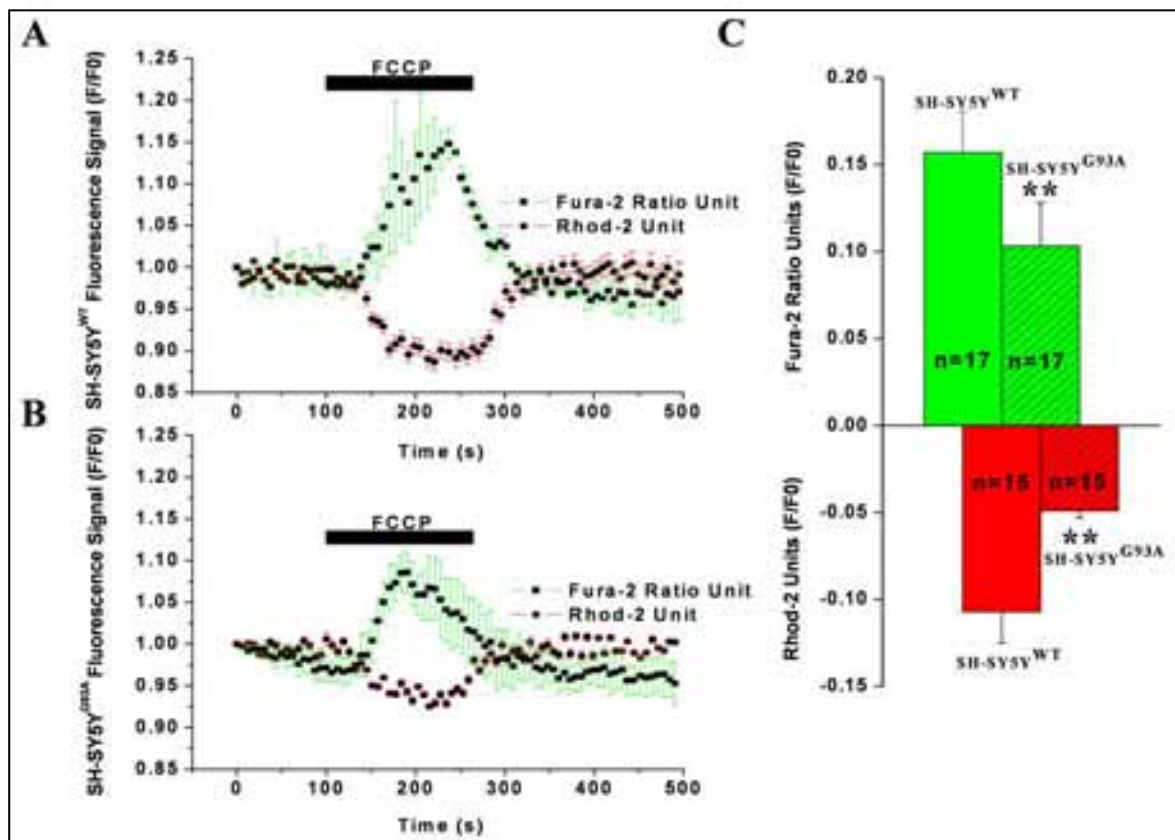 A
SH-SY5Y^WT Fluorescence Signal (F/F0)
1.25
1.20
1.15
1.10
1.05
1.00
0.95
0.90
0.85
FCCP
Fura-2 Ratio Unit
Rhod-2 Unit
0 100 200 300 400 500
Time (s)
B
SH-SY5Y^G93A Fluorescence Signal (F/F0)
1.25
1.20
1.15
1.10
1.05
1.00
0.95
0.90
0.85
FCCP
Fura-2 Ratio Unit
Rhod-2 Unit
0 100 200 300 400 500
Time (s)
C
Fura-2 Ratio Units (F/F0)
Rhod-2 Units (F/F0)
0.20
0.15
0.10
0.05
0.00
-0.05
-0.10
-0.15
SH-SY5Y^WT
SH-SY5Y^G93A
**
n=17 n=17
n=15 n=15
**
SH-SY5Y^G93A
SH-SY5Y^WT